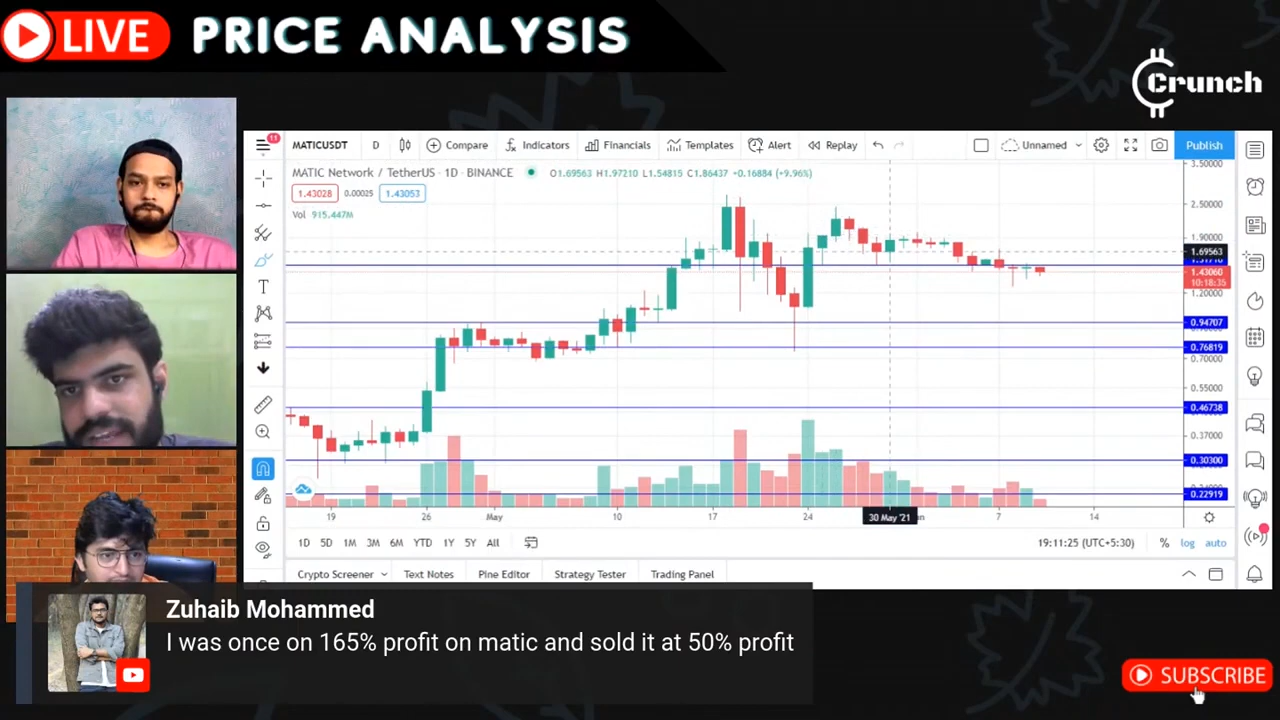 LIVE PRICE ANALYSIS
Crunch
11
MATICUSDT D Compare Indicators Financials Templates Alert Replay Unnamed Publish
MATIC Network / TetherUS · 1D · BINANCE O1.69563 H1.97210 L1.54815 C1.86437 +0.16884 (+9.96%)
1.43028 0.00025 1.43053
Vol 915.447M
3.50000
2.50000
1.90000
1.69563
1.43060
10:18:35
1.20000
0.94707
0.76819
0.70000
0.55000
0.46738
0.37000
0.30300
0.22919
19 26 May 10 17 24 30 May '21 7 14
1D 5D 1M 3M 6M YTD 1Y 5Y All 19:11:25 (UTC+5:30) % log auto
Crypto Screener Text Notes Pine Editor Strategy Tester Trading Panel
Zuhaib Mohammed
I was once on 165% profit on matic and sold it at 50% profit
SUBSCRIBE